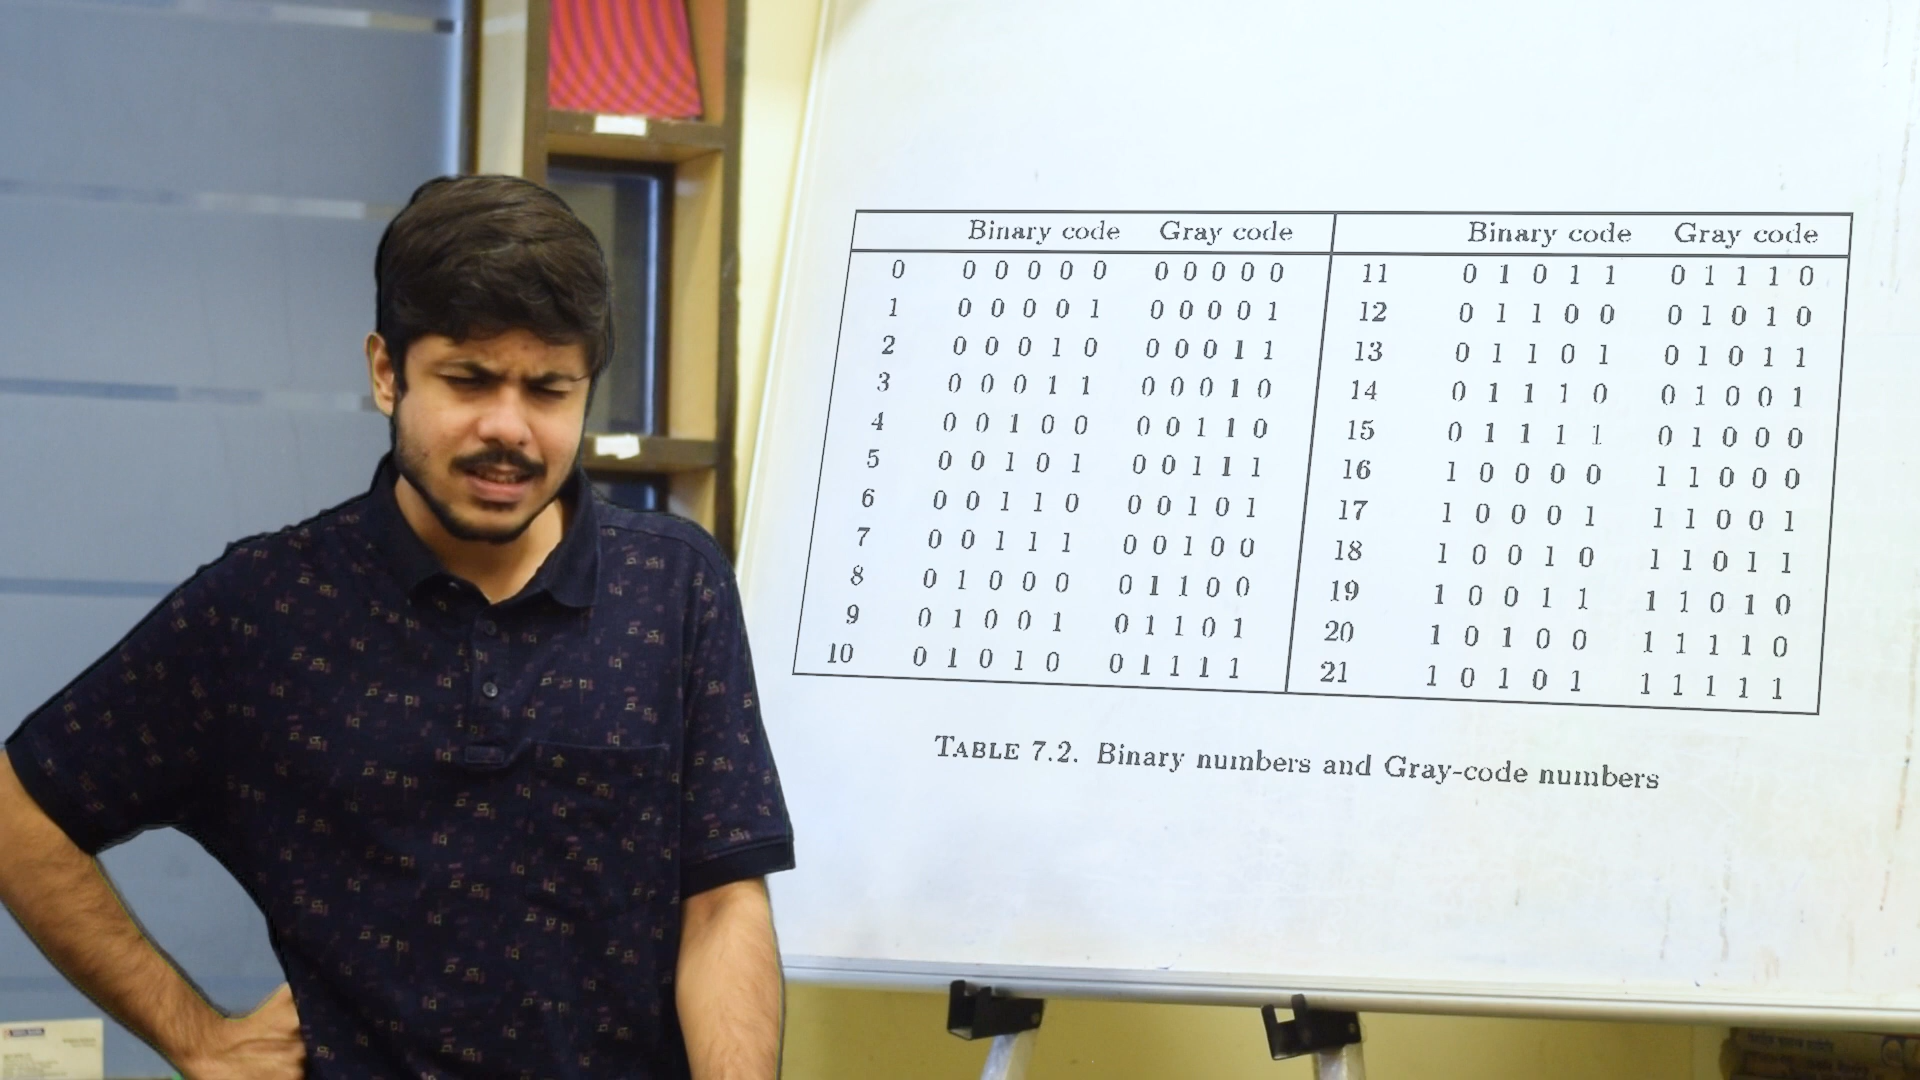 Binary code Gray code Binary code Gray code
0 0 0 0 0 0 0 0 0 0 0 11 0 1 0 1 1 0 1 1 1 0
1 0 0 0 0 1 0 0 0 0 1 12 0 1 1 0 0 0 1 0 1 0
2 0 0 0 1 0 0 0 0 1 1 13 0 1 1 0 1 0 1 0 1 1
3 0 0 0 1 1 0 0 0 1 0 14 0 1 1 1 0 0 1 0 0 1
4 0 0 1 0 0 0 0 1 1 0 15 0 1 1 1 1 0 1 0 0 0
5 0 0 1 0 1 0 0 1 1 1 16 1 0 0 0 0 1 1 0 0 0
6 0 0 1 1 0 0 0 1 0 1 17 1 0 0 0 1 1 1 0 0 1
7 0 0 1 1 1 0 0 1 0 0 18 1 0 0 1 0 1 1 0 1 1
8 0 1 0 0 0 0 1 1 0 0 19 1 0 0 1 1 1 1 0 1 0
9 0 1 0 0 1 0 1 1 0 1 20 1 0 1 0 0 1 1 1 1 0
10 0 1 0 1 0 0 1 1 1 1 21 1 0 1 0 1 1 1 1 1 1
TABLE 7.2. Binary numbers and Gray-code numbers